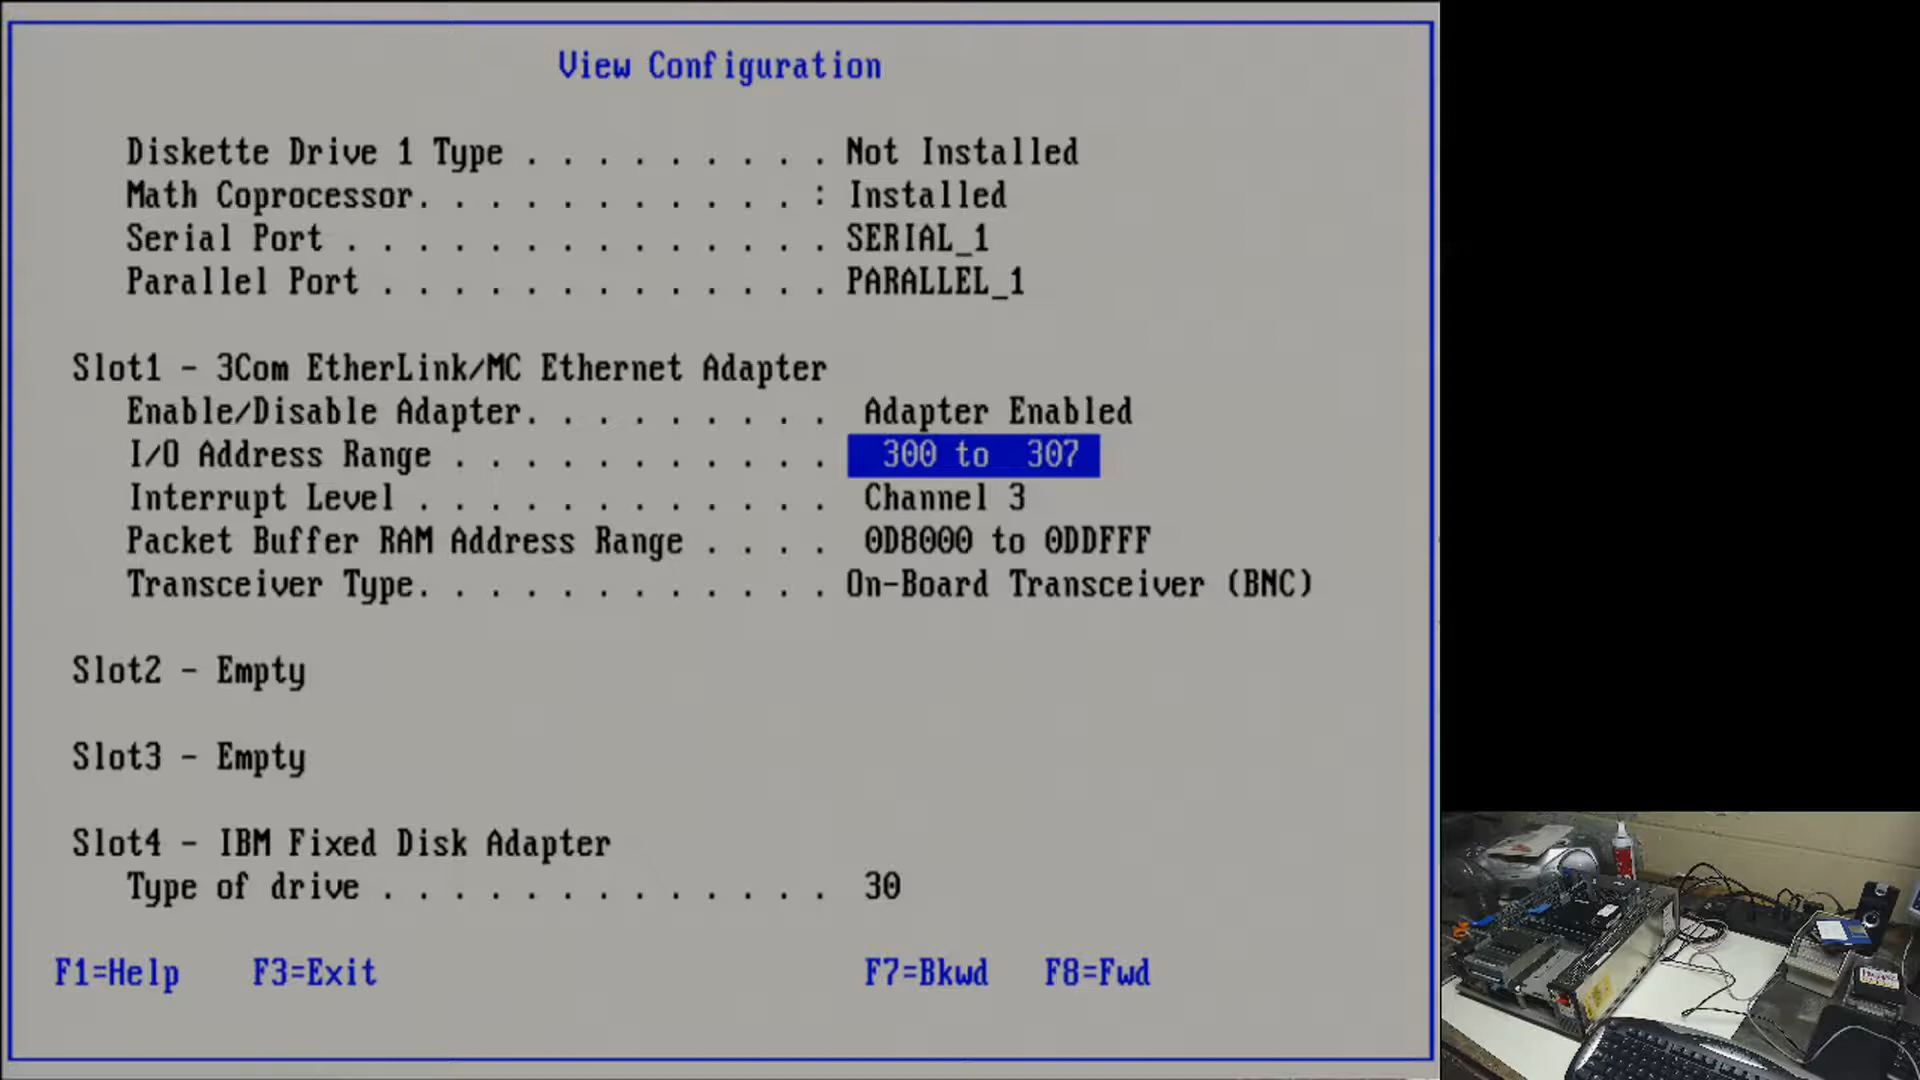 View Configuration
Diskette Drive 1 Type . . . . . . . . . Not Installed
Math Coprocessor. . . . . . . . . . . : Installed
Serial Port . . . . . . . . . . . . . . SERIAL_1
Parallel Port . . . . . . . . . . . . . PARALLEL_1
Slot1 - 3Com EtherLink/MC Ethernet Adapter
Enable/Disable Adapter. . . . . . . . . Adapter Enabled
I/O Address Range . . . . . . . . . . . 300 to 307
Interrupt Level . . . . . . . . . . . . Channel 3
Packet Buffer RAM Address Range . . . . 0D8000 to 0DDFFF
Transceiver Type. . . . . . . . . . . . On-Board Transceiver (BNC)
Slot2 - Empty
Slot3 - Empty
Slot4 - IBM Fixed Disk Adapter
Type of drive . . . . . . . . . . . . . 30
F1=Help F3=Exit F7=Bkwd F8=Fwd